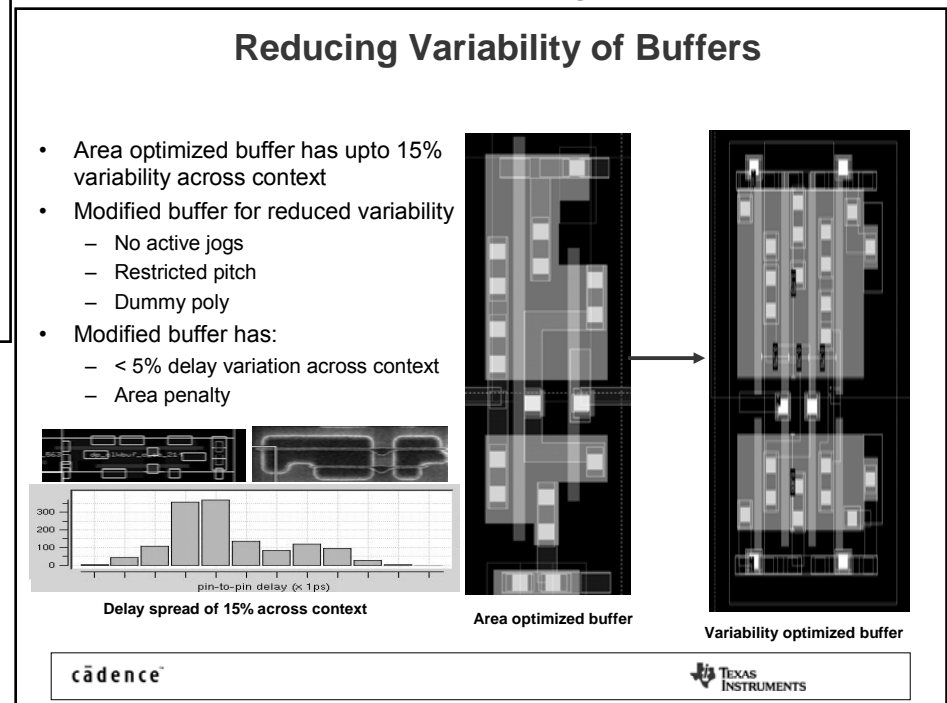 Reducing Variability of Buffers
• Area optimized buffer has upto 15%
variability across context
• Modified buffer for reduced variability
– No active jogs
– Restricted pitch
– Dummy poly
• Modified buffer has:
– < 5% delay variation across context
– Area penalty
300
200
100
0
pin-to-pin delay (x 1ps)
Delay spread of 15% across context
Area optimized buffer
Variability optimized buffer
cādence™
TEXAS
INSTRUMENTS